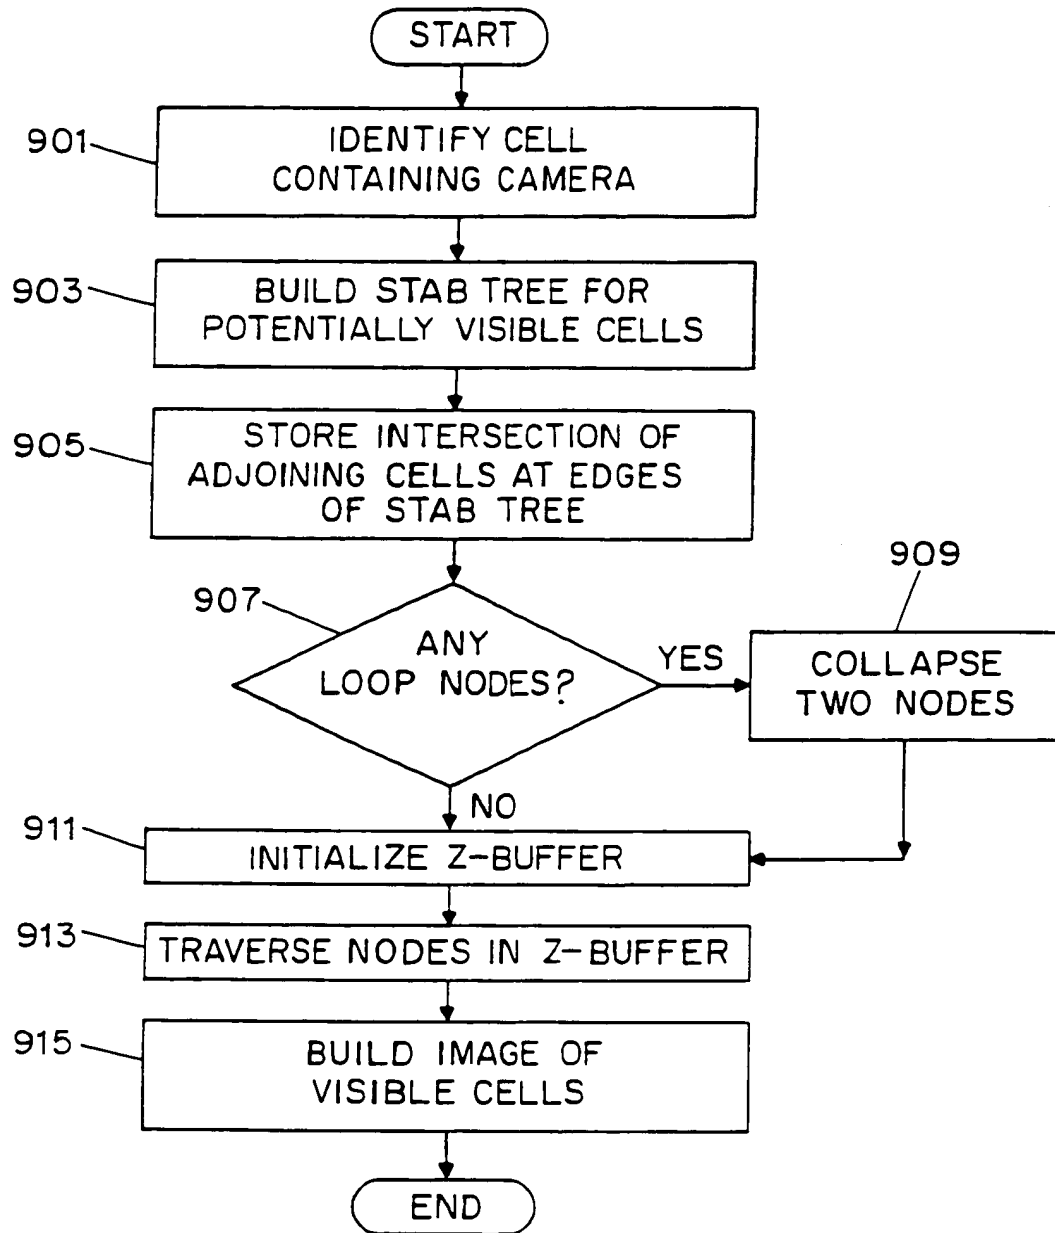 START
901
IDENTIFY CELL
CONTAINING CAMERA
903
BUILD STAB TREE FOR
POTENTIALLY VISIBLE CELLS
905
STORE INTERSECTION OF
ADJOINING CELLS AT EDGES
OF STAB TREE
907
ANY
LOOP NODES?
YES
909
COLLAPSE
TWO NODES
NO
911
INITIALIZE Z-BUFFER
913
TRAVERSE NODES IN Z-BUFFER
915
BUILD IMAGE OF
VISIBLE CELLS
END